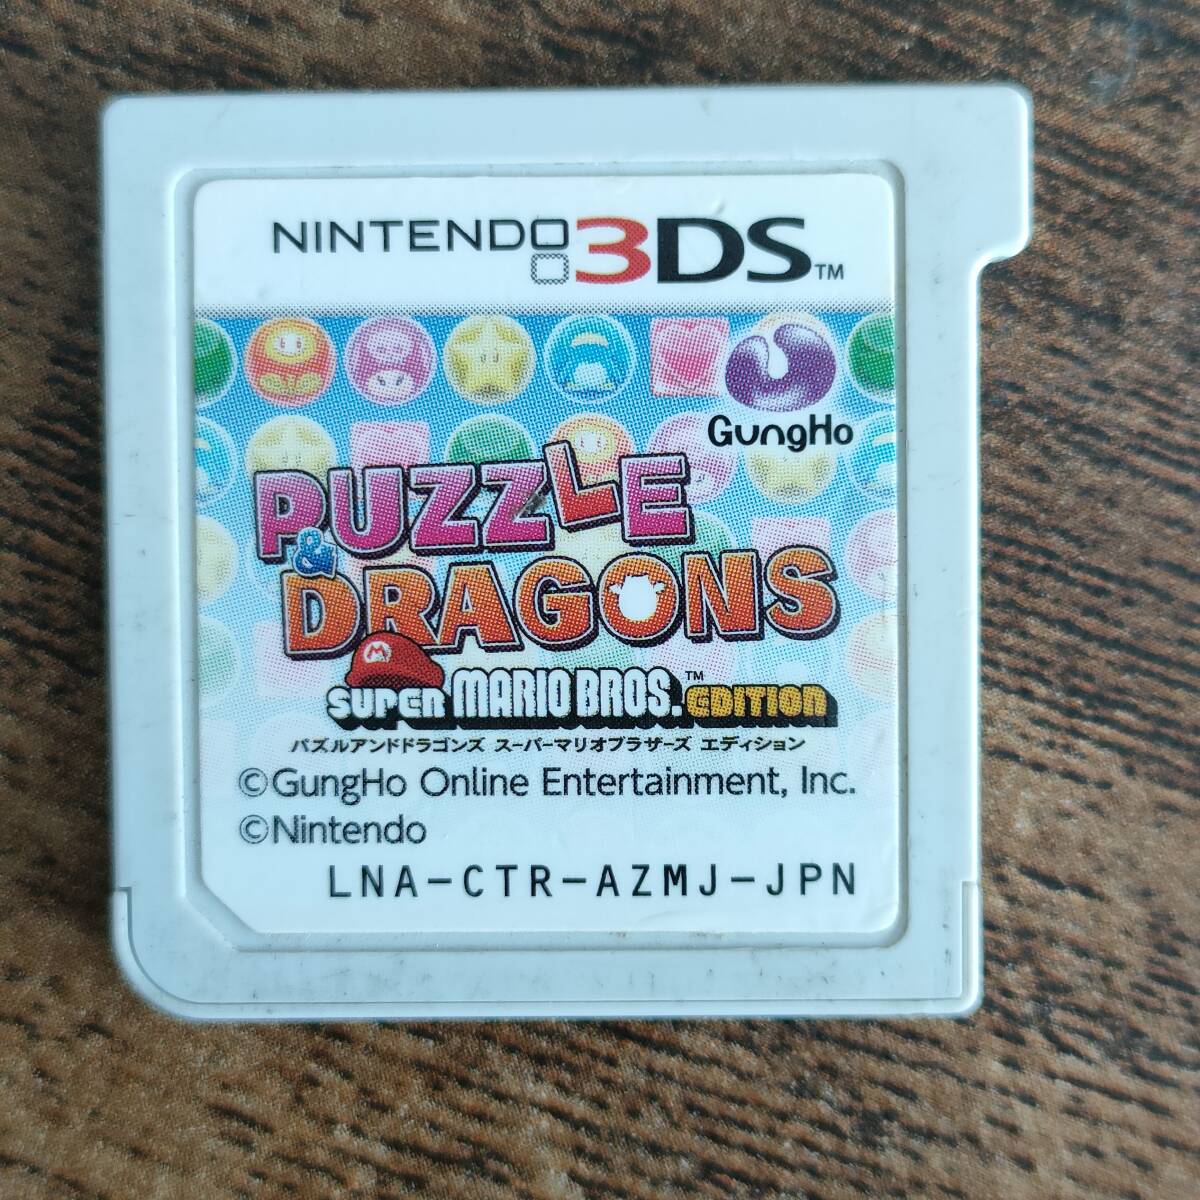 NINTENDO 3DS™
GungHo
PUZZLE
& DRAGONS
M
SUPER MARIO BROS.™ EDITION
パズルアンドドラゴンズ スーパーマリオブラザーズ エディション
©GungHo Online Entertainment, Inc.
©Nintendo
LNA-CTR-AZMJ-JPN